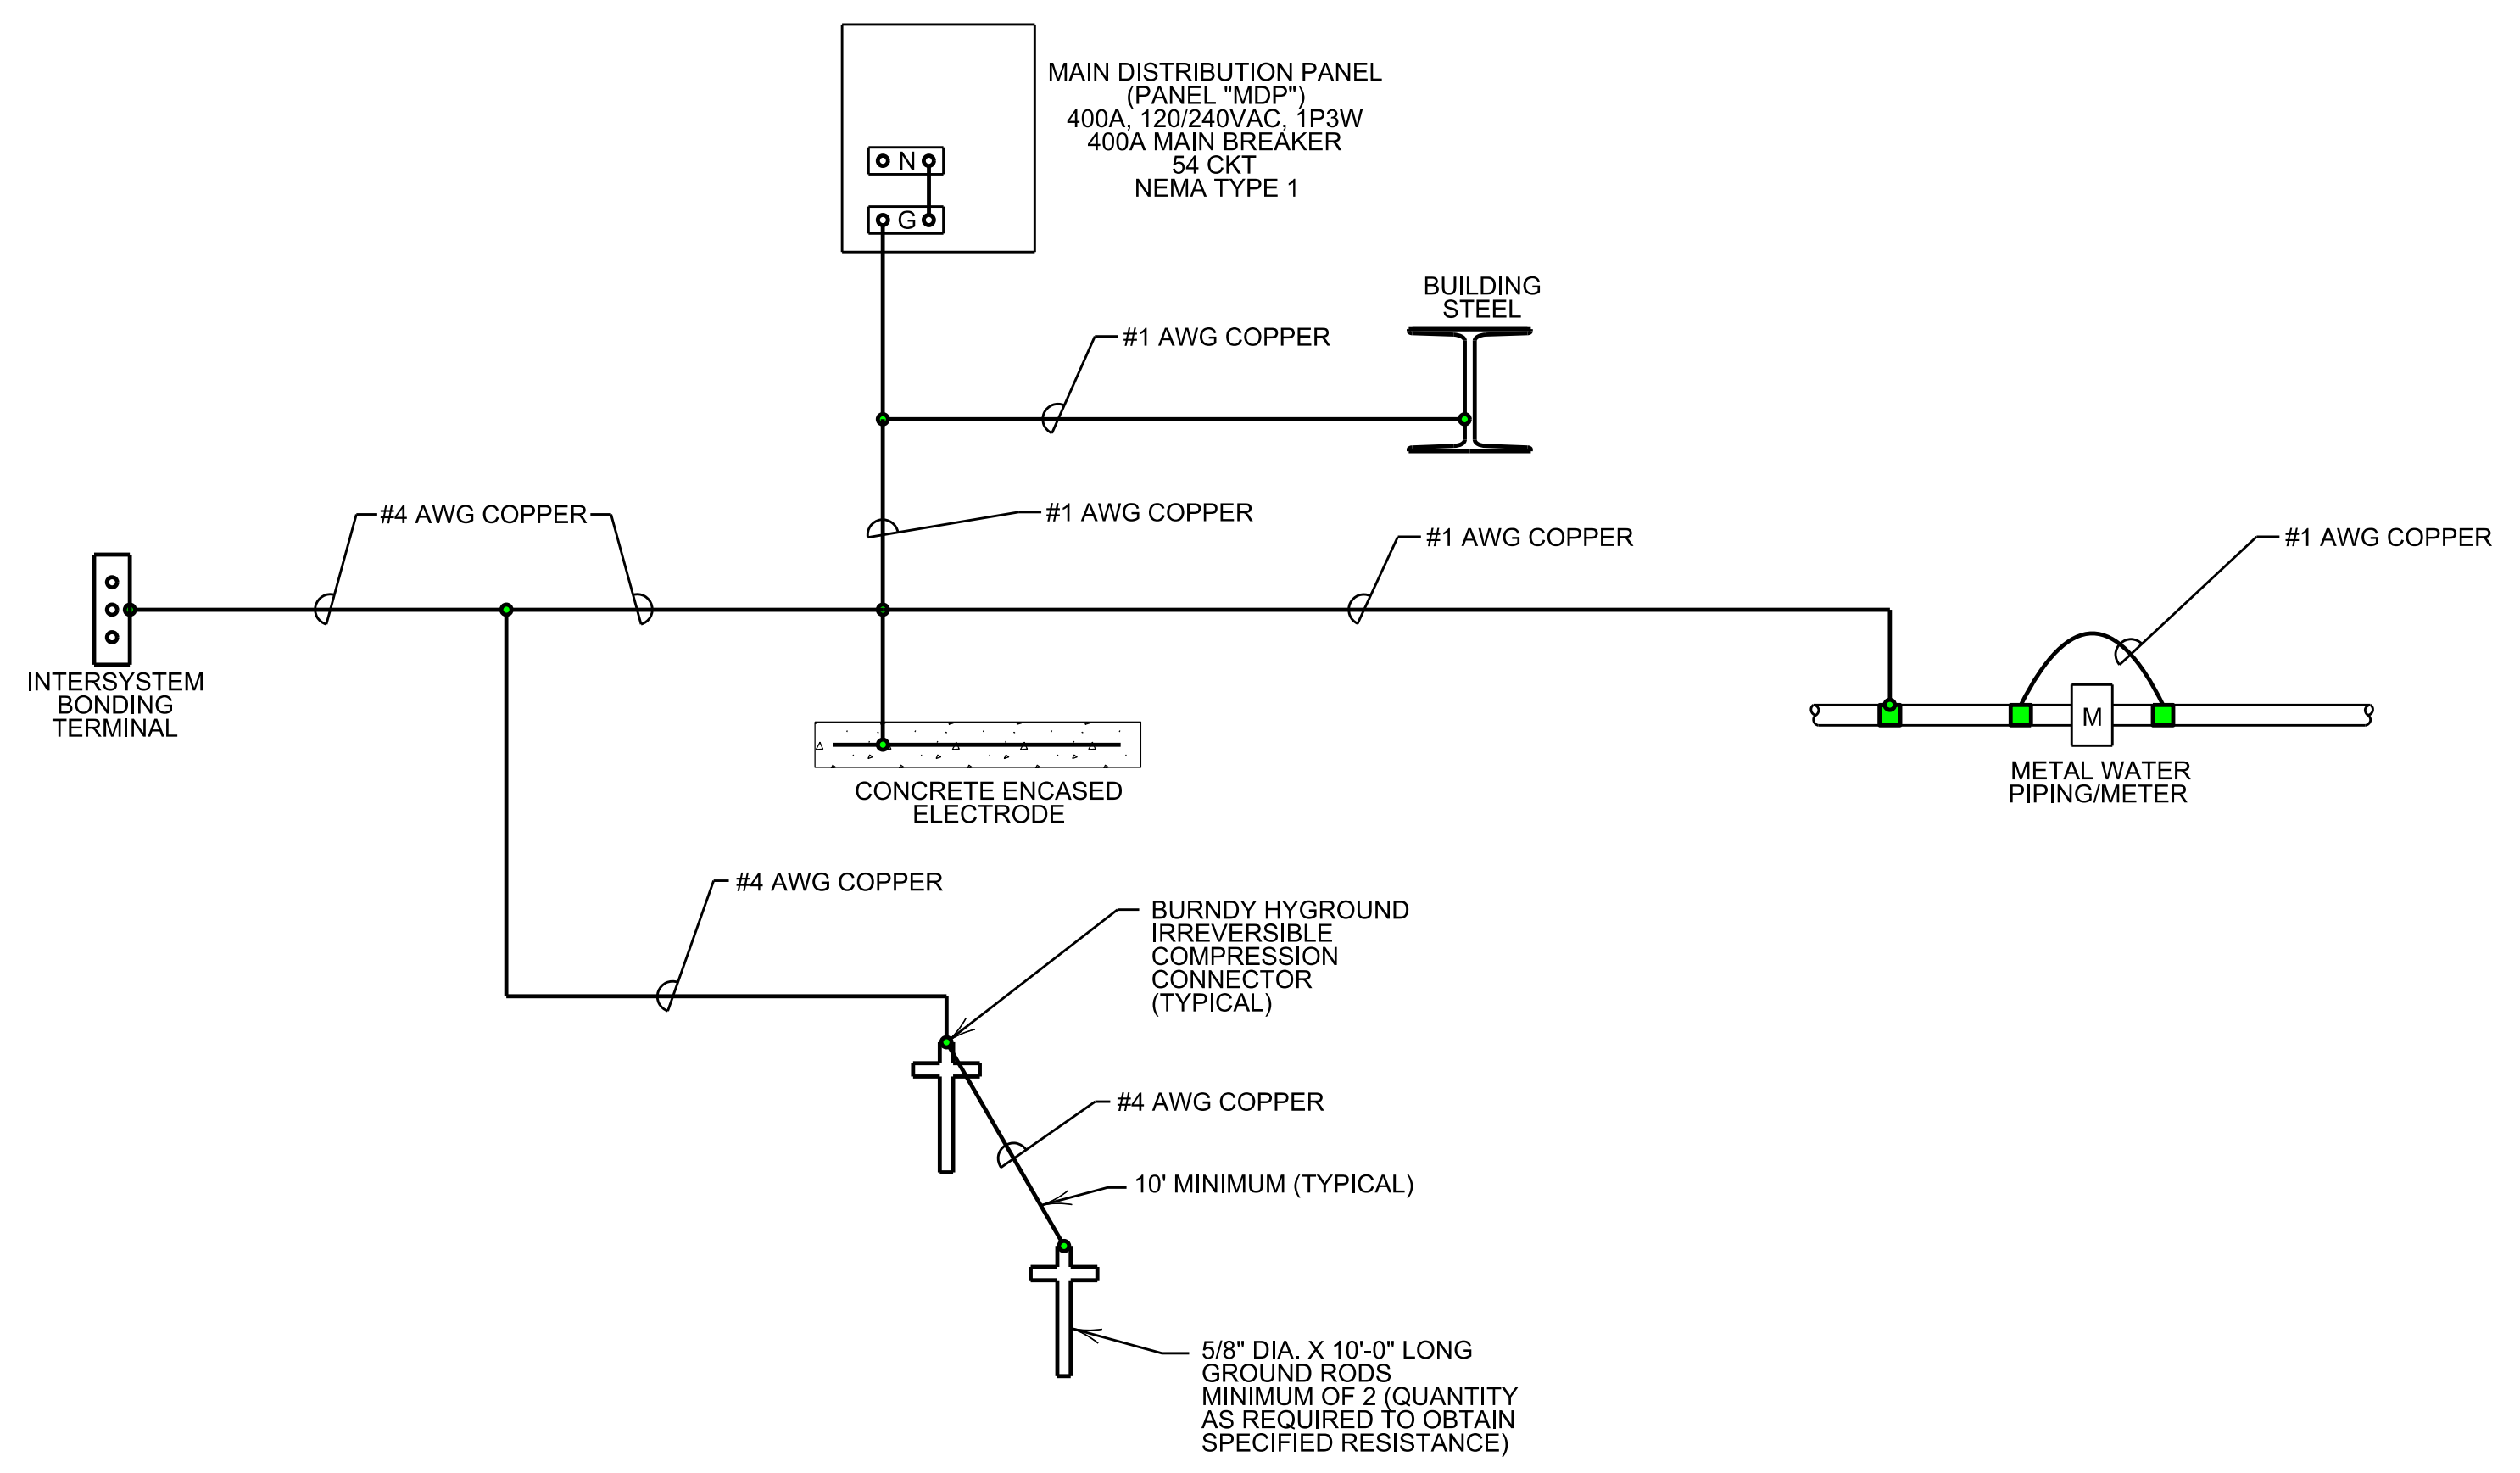 MAIN DISTRIBUTION PANEL
(PANEL "MDP")
400A, 120/240VAC, 1P3W
400A MAIN BREAKER
54 CKT
NEMA TYPE 1
N
G
BUILDING
STEEL
#1 AWG COPPER
#4 AWG COPPER
#1 AWG COPPER
#1 AWG COPPER
#1 AWG COPPER
INTERSYSTEM
BONDING
TERMINAL
M
METAL WATER
PIPING/METER
CONCRETE ENCASED
ELECTRODE
#4 AWG COPPER
BURNDY HYGROUND
IRREVERSIBLE
COMPRESSION
CONNECTOR
(TYPICAL)
#4 AWG COPPER
10' MINIMUM (TYPICAL)
5/8" DIA. X 10'-0" LONG
GROUND RODS
MINIMUM OF 2 (QUANTITY
AS REQUIRED TO OBTAIN
SPECIFIED RESISTANCE)